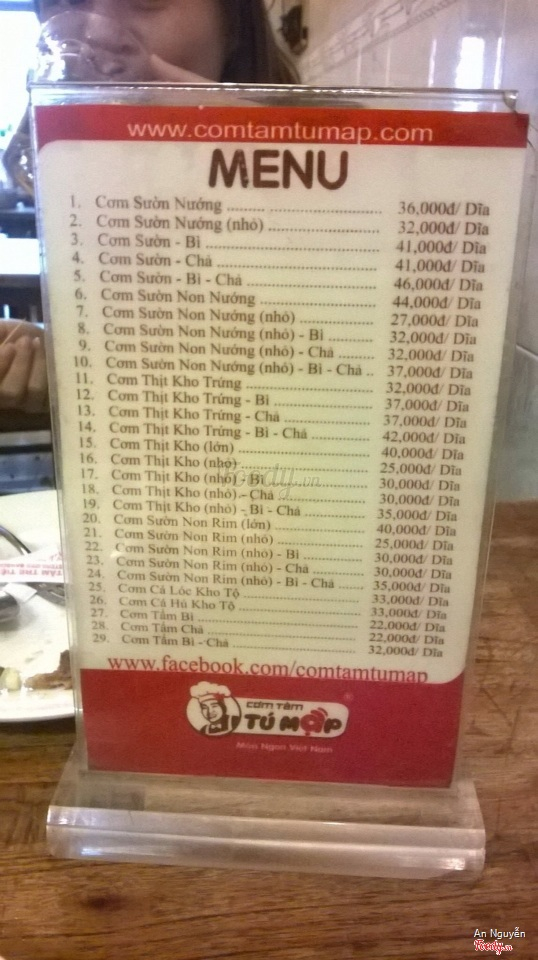 www.comtamtumap.com
MENU
1. Cơm Sườn Nướng ........ ........................ 36,000đ/ Dĩa
2. Cơm Sườn Nướng (nhỏ) ........................ 32,000đ/ Dĩa
3. Cơm Sườn - Bì .................................... 41,000đ/ Dĩa
4. Cơm Sườn - Chả ................................. 41,000đ/ Dĩa
5. Cơm Sườn - Bì - Chả .......................... 46,000đ/ Dĩa
6. Cơm Sườn Non Nướng ....................... 44,000đ/ Dĩa
7. Cơm Sườn Non Nướng (nhỏ) ................ 27,000đ/ Dĩa
8. Cơm Sườn Non Nướng (nhỏ) - Bì .......... 32,000đ/ Dĩa
9. Cơm Sườn Non Nướng (nhỏ) - Chả ........ 32,000đ/ Dĩa
10. Cơm Sườn Non Nướng (nhỏ) - Bì - Chả .. 37,000đ/ Dĩa
11. Cơm Thịt Kho Trứng .......................... 32,000đ/ Dĩa
12. Cơm Thịt Kho Trứng - Bì .................... 37,000đ/ Dĩa
13. Cơm Thịt Kho Trứng - Chả .................. 37,000đ/ Dĩa
14. Cơm Thịt Kho Trứng - Bì - Chả ............ 42,000đ/ Dĩa
15. Cơm Thịt Kho (lớn) ............................ 40,000đ/ Dĩa
16. Cơm Thịt Kho (nhỏ) ........................... 25,000đ/ Dĩa
17. Cơm Thịt Kho (nhỏ) - Bì ..................... 30,000đ/ Dĩa
18. Cơm Thịt Kho (nhỏ) - Chả ................... 30,000đ/ Dĩa
19. Cơm Thịt Kho (nhỏ) - Bì - Chả ............. 35,000đ/ Dĩa
20. Cơm Sườn Non Rim (lớn) .................... 40,000đ/ Dĩa
21. Cơm Sườn Non Rim (nhỏ) ................... 25,000đ/ Dĩa
22. Cơm Sườn Non Rim (nhỏ) - Bì ............. 30,000đ/ Dĩa
23. Cơm Sườn Non Rim (nhỏ) - Chả ........... 30,000đ/ Dĩa
24. Cơm Sườn Non Rim (nhỏ) - Bì - Chả ..... 35,000đ/ Dĩa
25. Cơm Cá Lóc Kho Tộ ........................... 33,000đ/ Dĩa
26. Cơm Cá Hú Kho Tộ ............................ 33,000đ/ Dĩa
27. Cơm Tấm Bì ...................................... 22,000đ/ Dĩa
28. Cơm Tấm Chả .................................... 22,000đ/ Dĩa
29. Cơm Tấm Bì - Chả .............................. 32,000đ/ Dĩa
www.facebook.com/comtamtumap
CƠM TẤM
TÚ MẬP
Món Ngon Việt Nam
An Nguyễn
Foody.vn